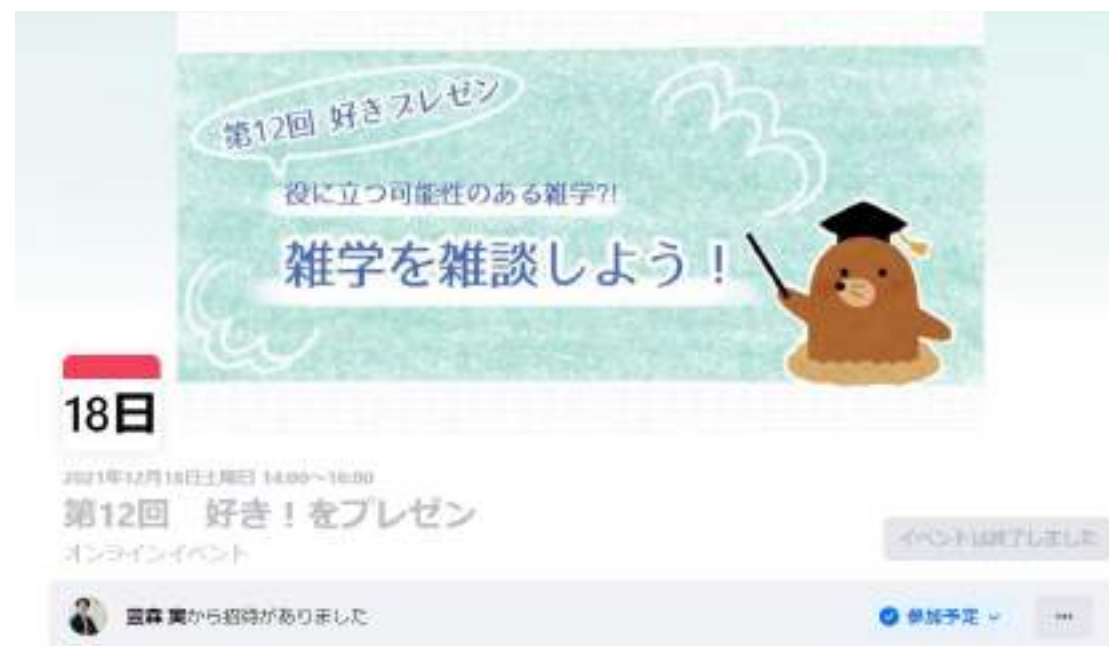 第12回 好きプレゼン
役に立つ可能性のある雑学?!
雑学を雑談しよう！
18日
2021年12月18日土曜日 14:00～16:00
第12回　好き！をプレゼン
オンラインイベント
イベントは終了しました
から招待がありました
参加予定